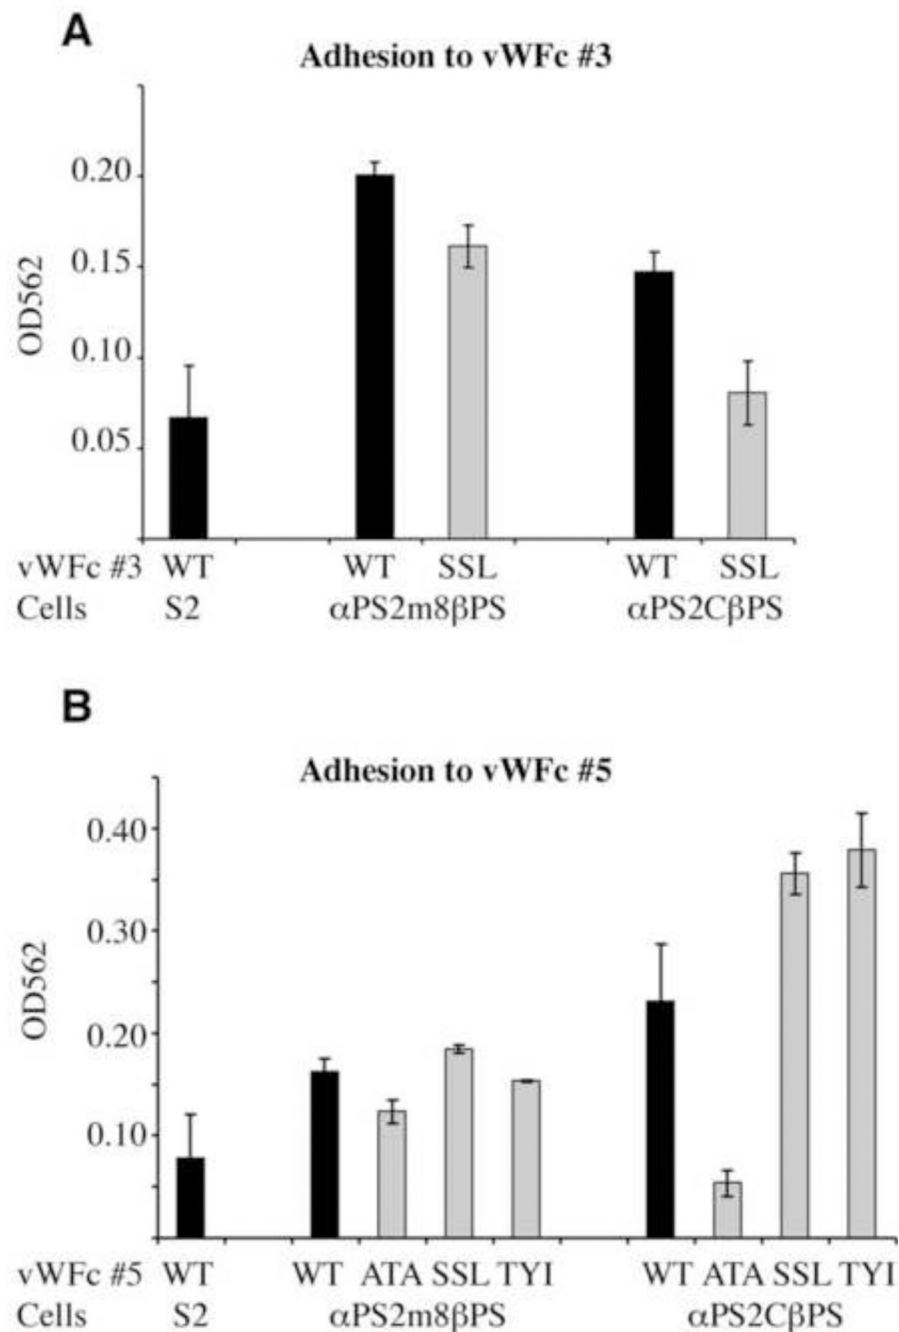 A
Adhesion to vWFc #3
0.20
0.15
0.10
0.05
OD562
vWFc #3 WT WT SSL WT SSL
Cells S2 αPS2m8βPS αPS2CβPS
B
Adhesion to vWFc #5
0.40
0.30
0.20
0.10
OD562
vWFc #5 WT WT ATA SSL TYI WT ATA SSL TYI
Cells S2 αPS2m8βPS αPS2CβPS